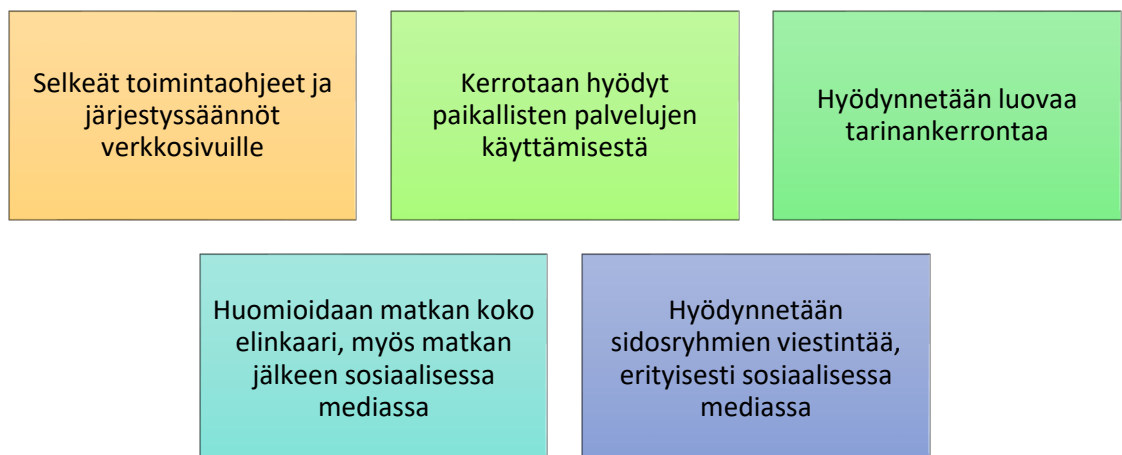 Selkeät toimintaohjeet ja
järjestyssäännöt
verkkosivuille
Kerrotaan hyödyt
paikallisten palvelujen
käyttämisestä
Hyödynnetään luovaa
tarinankerrontaa
Huomioidaan matkan koko
elinkaari, myös matkan
jälkeen sosiaalisessa
mediassa
Hyödynnetään
sidosryhmien viestintää,
erityisesti sosiaalisessa
mediassa